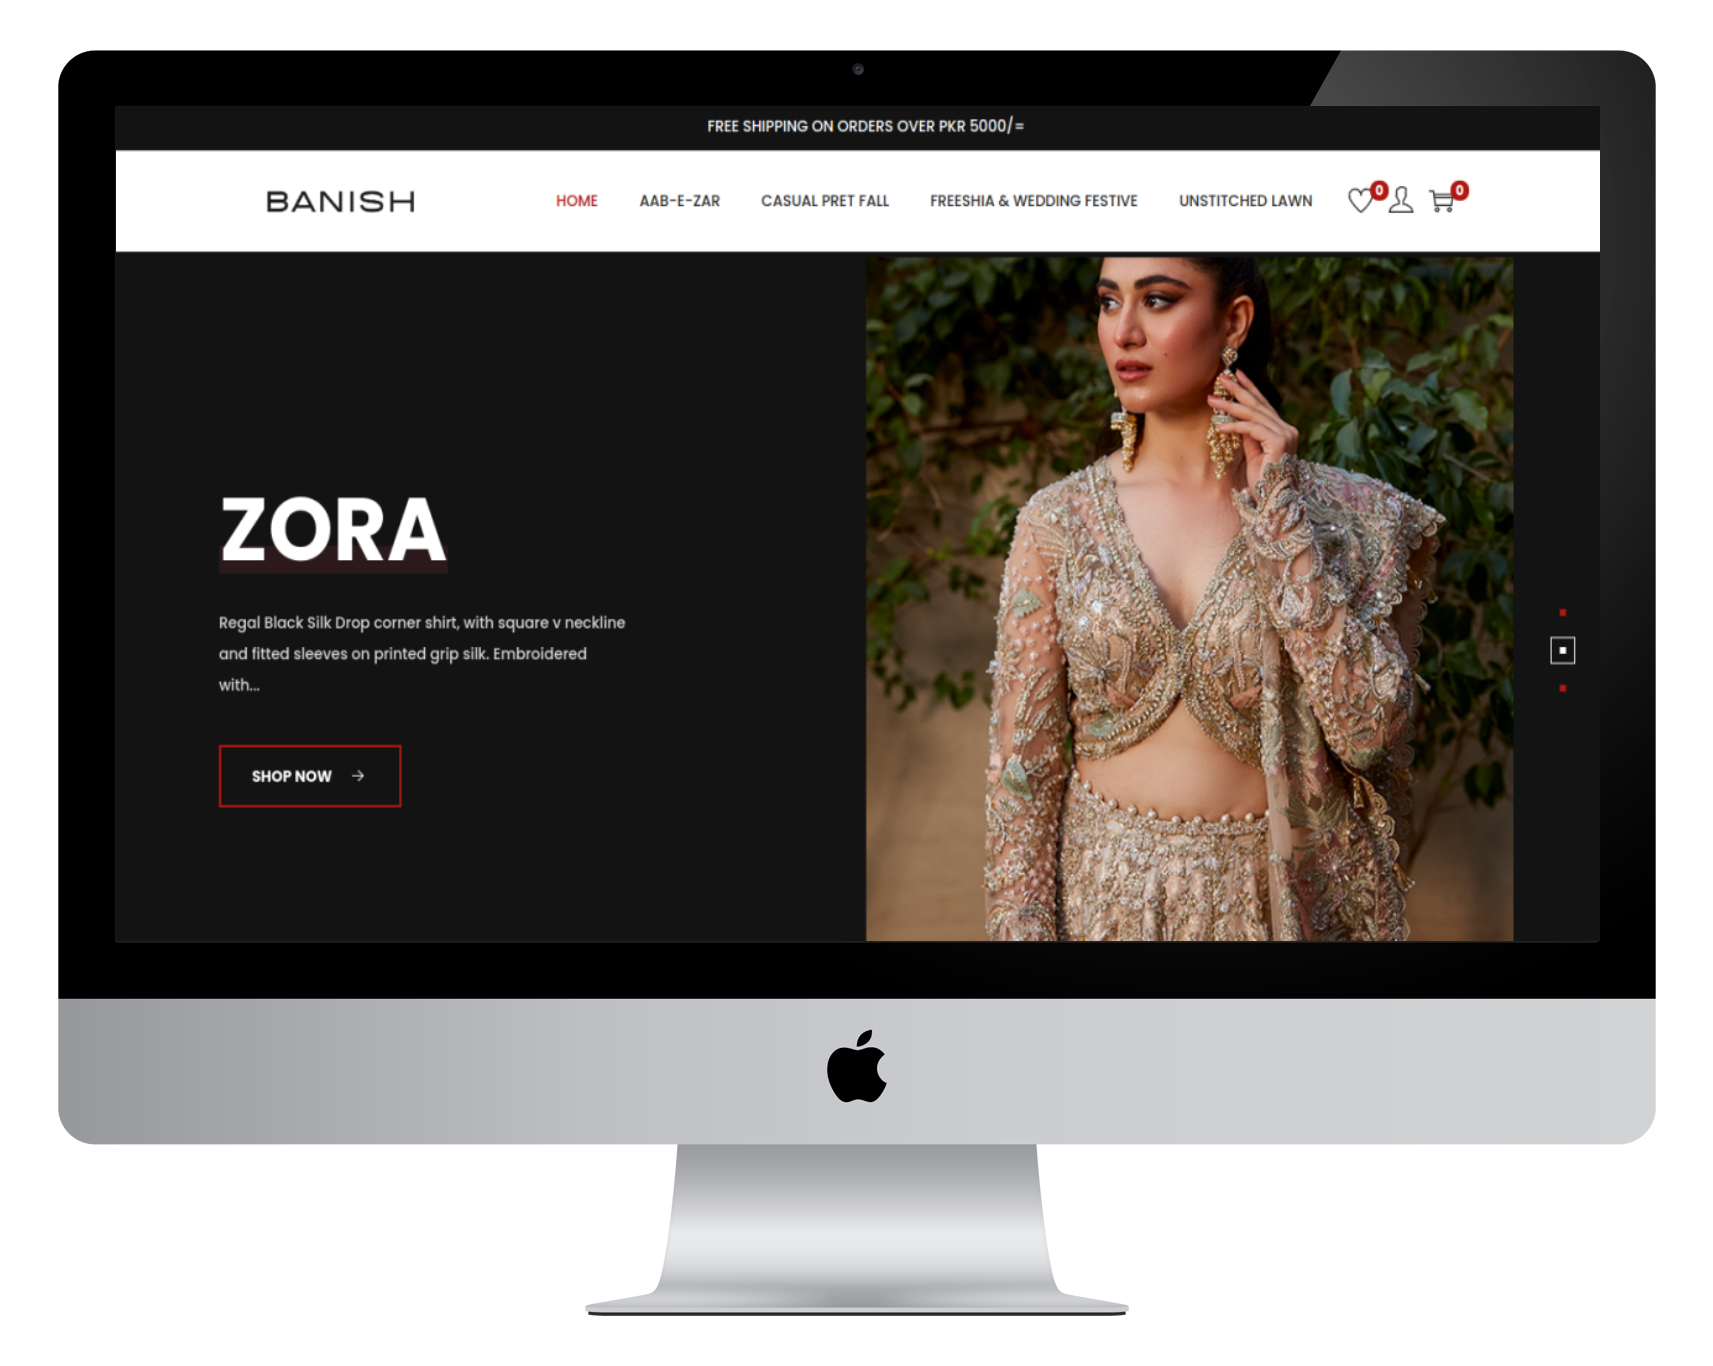 FREE SHIPPING ON ORDERS OVER PKR 5000/=
BANISH
HOME AAB-E-ZAR CASUAL PRET FALL FREESHIA & WEDDING FESTIVE UNSTITCHED LAWN 0 0
ZORA
Regal Black Silk Drop corner shirt, with square v neckline
and fitted sleeves on printed grip silk. Embroidered
with...
SHOP NOW →